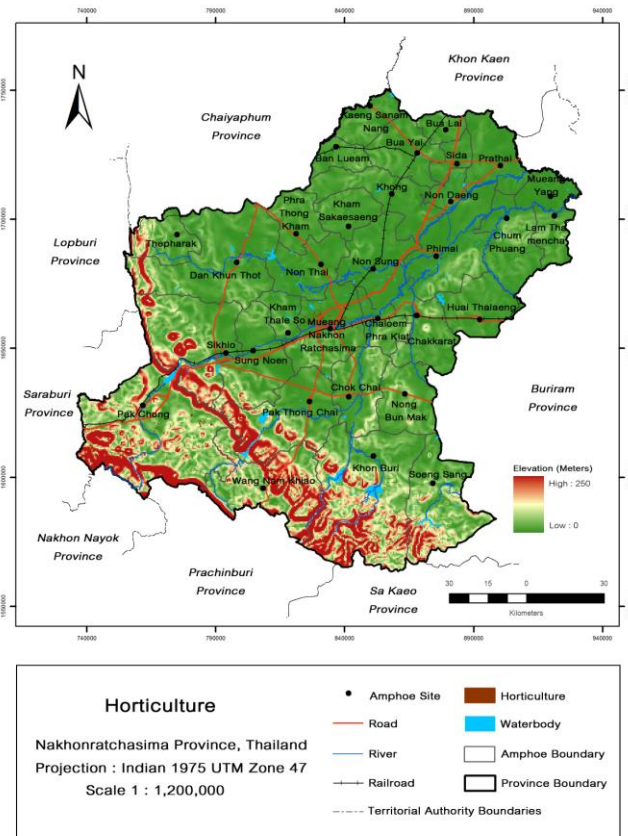 740000 790000 840000 890000 940000
N
Khon Kaen
Province
Chaiyaphum
Province
Kaeng Sanam
Nang
Bua Lai
Bua Yai
Ban Lueam
Sida
Prathai
Mueang
Yang
Khong
Non Daeng
Phra
Thong
Kham
Kham
Sakaesaeng
1700000
Lopburi
Province
Thepharak
Chum
Phuang
Lam Tha
mencha
Phimai
Dan Khun Thot
Non Thai
Non Sung
Kham
Thale So
Mueang
Nakhon
Ratchasima
Chaloem
Phra Kiat
Huai Thalaeng
Chakkarat
Sikhio
Sung Noen
Saraburi
Province
Pak Chong
Chok Chai
Pak Thong Chai
Nong
Bun Mak
Buriram
Province
Khon Buri
Soeng Sang
Wang Nam Khiao
Elevation (Meters)
High : 250
Low : 0
Nakhon Nayok
Province
Prachinburi
Province
Sa Kaeo
Province
30 15 0 30
Kilometers
740000 790000 840000 890000 940000
Horticulture
Nakhonratchasima Province, Thailand
Projection : Indian 1975 UTM Zone 47
Scale 1 : 1,200,000
Amphoe Site
Road
River
Railroad
Territorial Authority Boundaries
Horticulture
Waterbody
Amphoe Boundary
Province Boundary